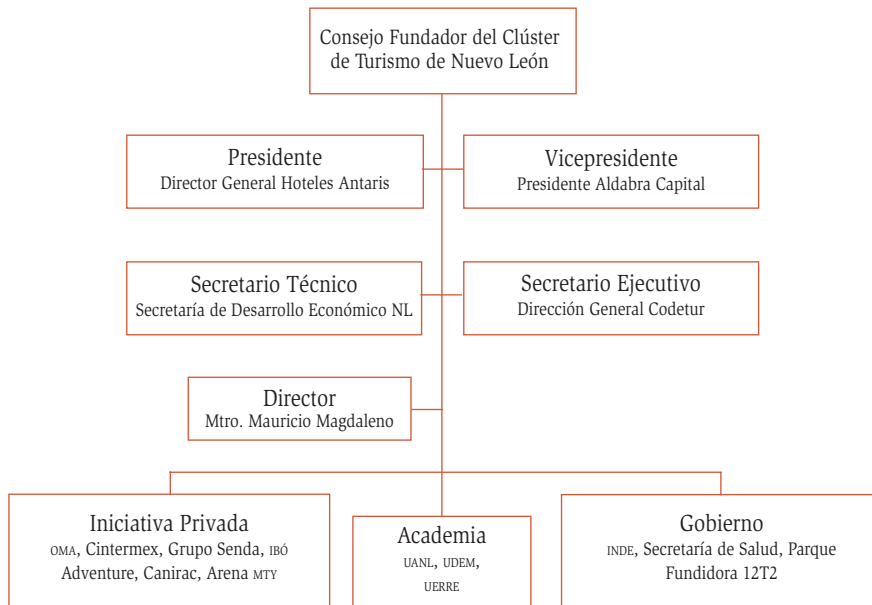 Consejo Fundador del Clúster
de Turismo de Nuevo León
Presidente
Director General Hoteles Antaris
Vicepresidente
Presidente Aldabra Capital
Secretario Técnico
Secretaría de Desarrollo Económico NL
Secretario Ejecutivo
Dirección General Codetur
Director
Mtro. Mauricio Magdaleno
Iniciativa Privada
OMA, Cintermex, Grupo Senda, IBÓ
Adventure, Canirac, Arena MTY
Academia
UANL, UDEM,
UERRE
Gobierno
INDE, Secretaría de Salud, Parque
Fundidora 12T2